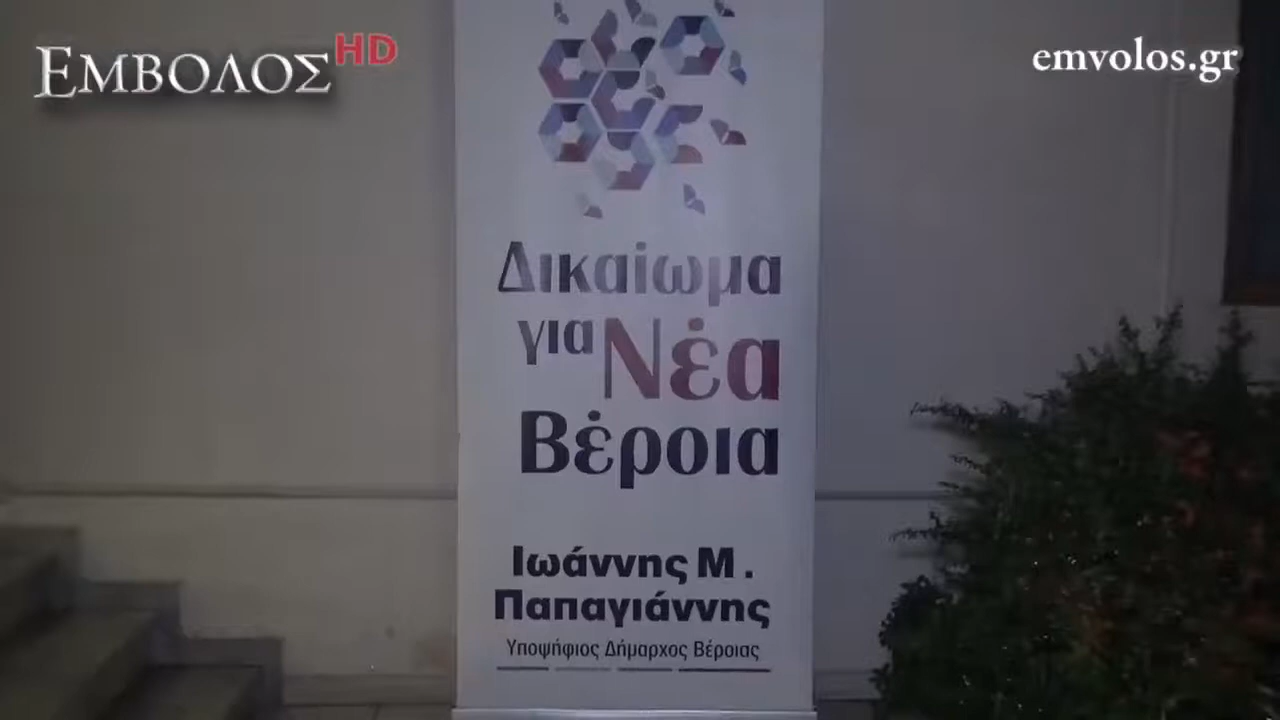 ΕΜΒΟΛΟΣ HD
emvolos.gr
Δικαίωμα
για Νέα
Βέροια
Ιωάννης Μ.
Παπαγιάννης
Υποψήφιος Δήμαρχος Βέροιας